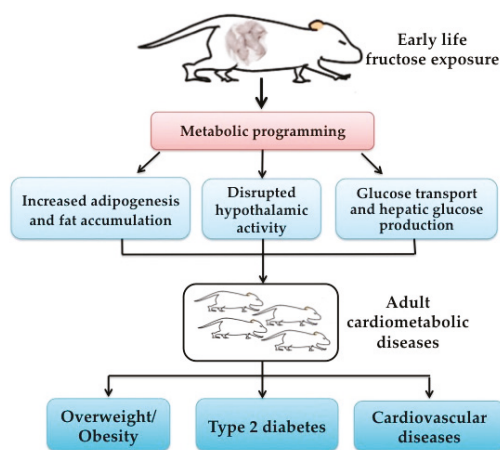 Early life
fructose exposure
Metabolic programming
Increased adipogenesis
and fat accumulation
Disrupted
hypothalamic
activity
Glucose transport
and hepatic glucose
production
Adult
cardiometabolic
diseases
Overweight/
Obesity
Type 2 diabetes
Cardiovascular
diseases